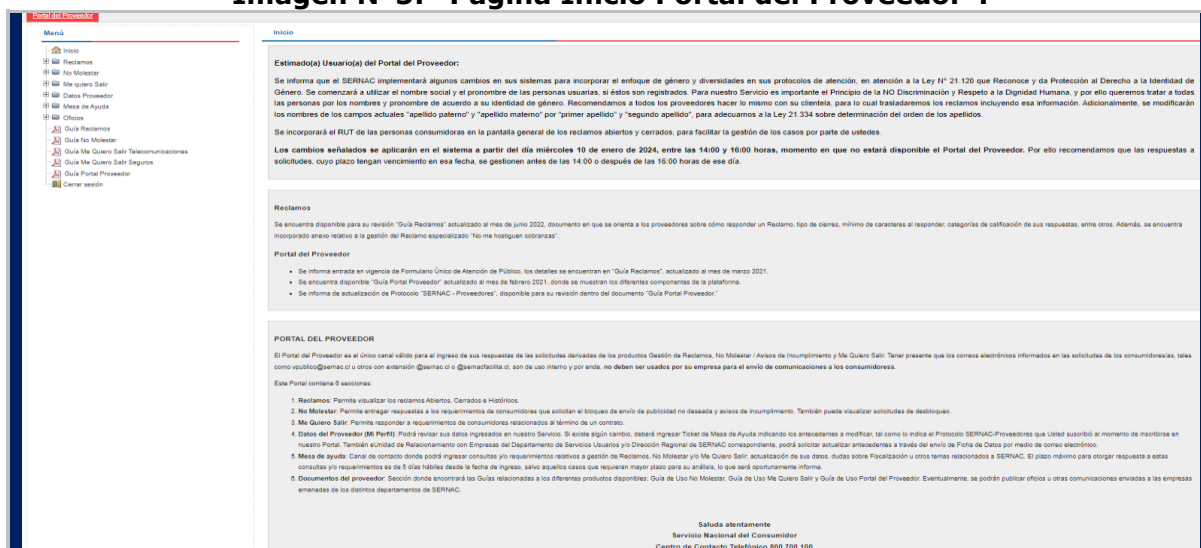 Imagen N°3: "Página Inicio Portal del Proveedor".
Portal del Proveedor
Menú
Inicio
Reclamos
No Molestar
Me quiero Salir
Datos Proveedor
Mesa de Ayuda
Oficios
Guía Reclamos
Guía No Molestar
Guía Me Quiero Salir Telecomunicaciones
Guía Me Quiero Salir Seguros
Guía Portal Proveedor
Cerrar sesión
Inicio
Estimado(a) Usuario(a) del Portal del Proveedor:
Se informa que el SERNAC implementará algunos cambios en sus sistemas para incorporar el enfoque de género y diversidades en sus protocolos de atención, en atención a la Ley N° 21.120 que Reconoce y da Protección al Derecho a la Identidad de
Género. Se comenzará a utilizar el nombre social y el pronombre de las personas usuarias, si éstos son registrados. Para nuestro Servicio es importante el Principio de la NO Discriminación y Respeto a la Dignidad Humana, y por ello queremos tratar a todas
las personas por los nombres y pronombre de acuerdo a su identidad de género. Recomendamos a todos los proveedores hacer lo mismo con su clientela, para lo cual trasladaremos los reclamos incluyendo esa información. Adicionalmente, se modificarán
los nombres de los campos actuales "apellido paterno" y "apellido materno" por "primer apellido" y "segundo apellido", para adecuarnos a la Ley 21.334 sobre determinación del orden de los apellidos.
Se incorporará el RUT de las personas consumidoras en la pantalla general de los reclamos abiertos y cerrados, para facilitar la gestión de los casos por parte de ustedes.
Los cambios señalados se aplicarán en el sistema a partir del día miércoles 10 de enero de 2024, entre las 14:00 y 16:00 horas, momento en que no estará disponible el Portal del Proveedor. Por ello recomendamos que las respuestas a
solicitudes, cuyo plazo tengan vencimiento en esa fecha, se gestionen antes de las 14:00 o después de las 16:00 horas de ese día.
Reclamos
Se encuentra disponible para su revisión "Guía Reclamos" actualizado al mes de junio 2022, documento en que se orienta a los proveedores sobre cómo responder un Reclamo, tipo de cierres, mínimo de caracteres al responder, categorías de calificación de sus respuestas, entre otros. Además, se encuentra
incorporado anexo relativo a la gestión del Reclamo especializado "No me hostiguen cobranzas".
Portal del Proveedor
Se informa entrada en vigencia de Formulario Único de Atención de Público, los detalles se encuentran en "Guía Reclamos", actualizado al mes de marzo 2021.
Se encuentra disponible "Guía Portal Proveedor" actualizado al mes de febrero 2021, donde se muestran los diferentes componentes de la plataforma.
Se informa de actualización de Protocolo "SERNAC - Proveedores", disponible para su revisión dentro del documento "Guía Portal Proveedor."
PORTAL DEL PROVEEDOR
El Portal del Proveedor es el único canal válido para el ingreso de sus respuestas de las solicitudes derivadas de los productos Gestión de Reclamos, No Molestar / Avisos de Incumplimiento y Me Quiero Salir. Tener presente que los correos electrónicos informados en las solicitudes de los consumidores/as, tales
como vpublico@sernac.cl u otros con extensión @sernac.cl o @sernacfacilita.cl, son de uso interno y por ende, no deben ser usados por su empresa para el envío de comunicaciones a los consumidoress.
Este Portal contiene 6 secciones:
1. Reclamos: Permite visualizar los reclamos Abiertos, Cerrados e Históricos.
2. No Molestar: Permite entregar respuestas a los requerimientos de consumidores que solicitan el bloqueo de envío de publicidad no deseada y avisos de incumplimiento. También puede visualizar solicitudes de desbloqueo.
3. Me Quiero Salir: Permite responder a requerimientos de consumidores relacionados al término de un contrato.
4. Datos del Proveedor (Mi Perfil): Podrá revisar sus datos ingresados en nuestro Servicio. Si existe algún cambio, deberá ingresar Ticket de Mesa de Ayuda indicando los antecedentes a modificar, tal como lo indica el Protocolo SERNAC-Proveedores que Usted suscribió al momento de inscribirse en
nuestro Portal. También eUnidad de Relacionamiento con Empresas del Departamento de Servicios Usuarios y/o Dirección Regional de SERNAC correspondiente, podrá solicitar actualizar antecedentes a través del envío de Ficha de Datos por medio de correo electrónico.
5. Mesa de ayuda: Canal de contacto donde podrá ingresar consultas y/o requerimientos relativos a gestión de Reclamos, No Molestar y/o Me Quiero Salir; actualización de sus datos, dudas sobre Fiscalización u otros temas relacionados a SERNAC. El plazo máximo para otorgar respuesta a estas
consultas y/o requerimientos es de 5 días hábiles desde la fecha de ingreso, salvo aquellos casos que requieran mayor plazo para su análisis, lo que será oportunamente informa.
6. Documentos del proveedor: Sección donde encontrará las Guías relacionadas a los diferentes productos disponibles: Guía de Uso No Molestar, Guía de Uso Me Quiero Salir y Guía de Uso Portal del Proveedor. Eventualmente, se podrán publicar oficios u otras comunicaciones enviadas a las empresas
emanadas de los distintos departamentos de SERNAC.
Saluda atentamente
Servicio Nacional del Consumidor
Centro de Contacto Telefónico 800 700 100